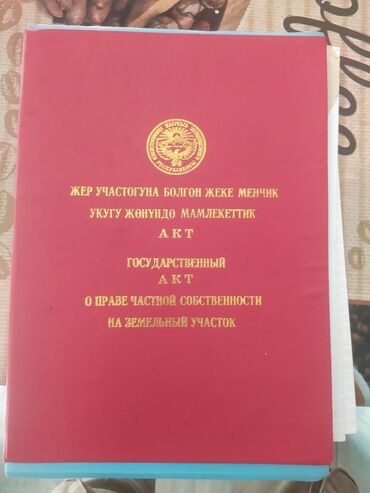 ЖЕР УЧАСТОГУНА БОЛГОН ЖЕКЕ МЕНЧИК
УКУГУ ЖӨНҮНДӨ МАМЛЕКЕТТИК
АКТ
ГОСУДАРСТВЕННЫЙ
АКТ
О ПРАВЕ ЧАСТНОЙ СОБСТВЕННОСТИ
НА ЗЕМЕЛЬНЫЙ УЧАСТОК